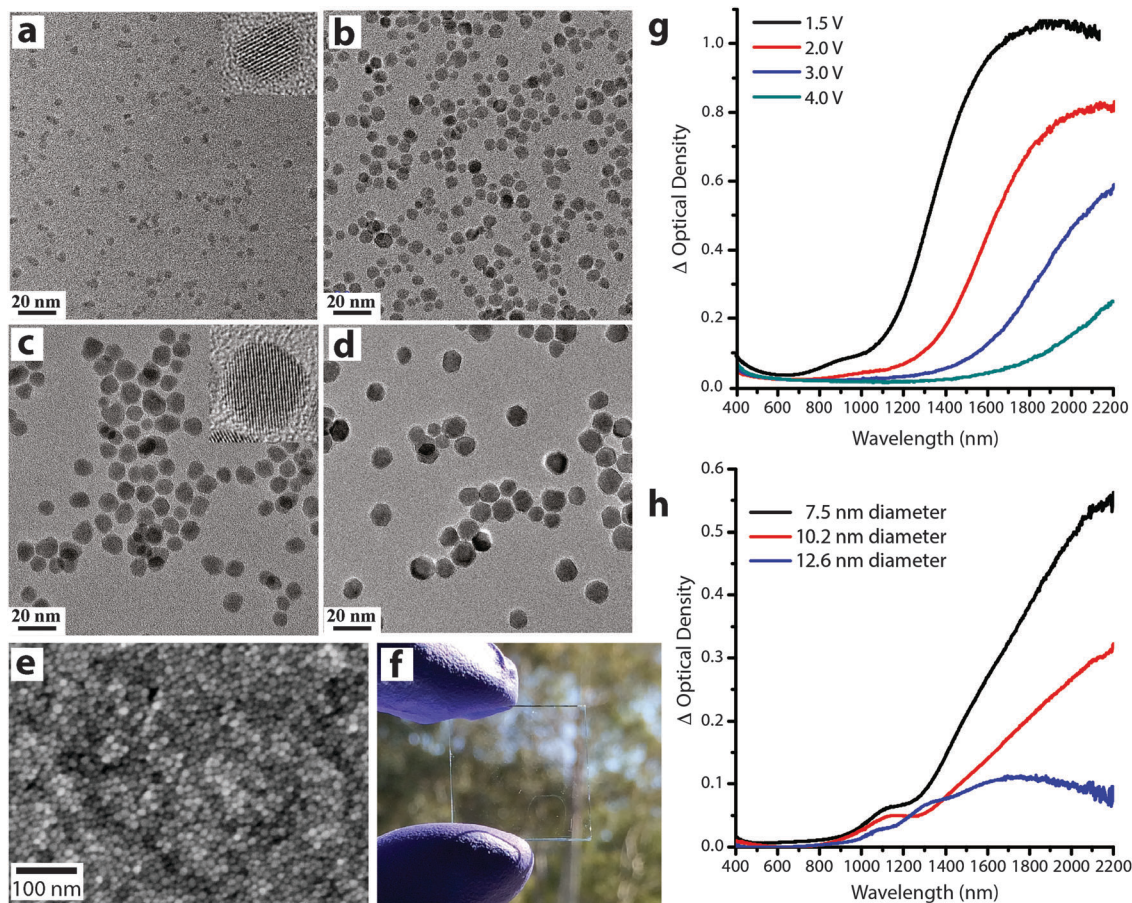 a
20 nm
b
20 nm
c
20 nm
d
20 nm
e
100 nm
f
g
1.5 V
2.0 V
3.0 V
4.0 V
1.0
0.8
0.6
0.4
0.2
0.0
Δ Optical Density
400 600 800 1000 1200 1400 1600 1800 2000 2200
Wavelength (nm)
h
7.5 nm diameter
10.2 nm diameter
12.6 nm diameter
0.6
0.5
0.4
0.3
0.2
0.1
0.0
Δ Optical Density
400 600 800 1000 1200 1400 1600 1800 2000 2200
Wavelength (nm)